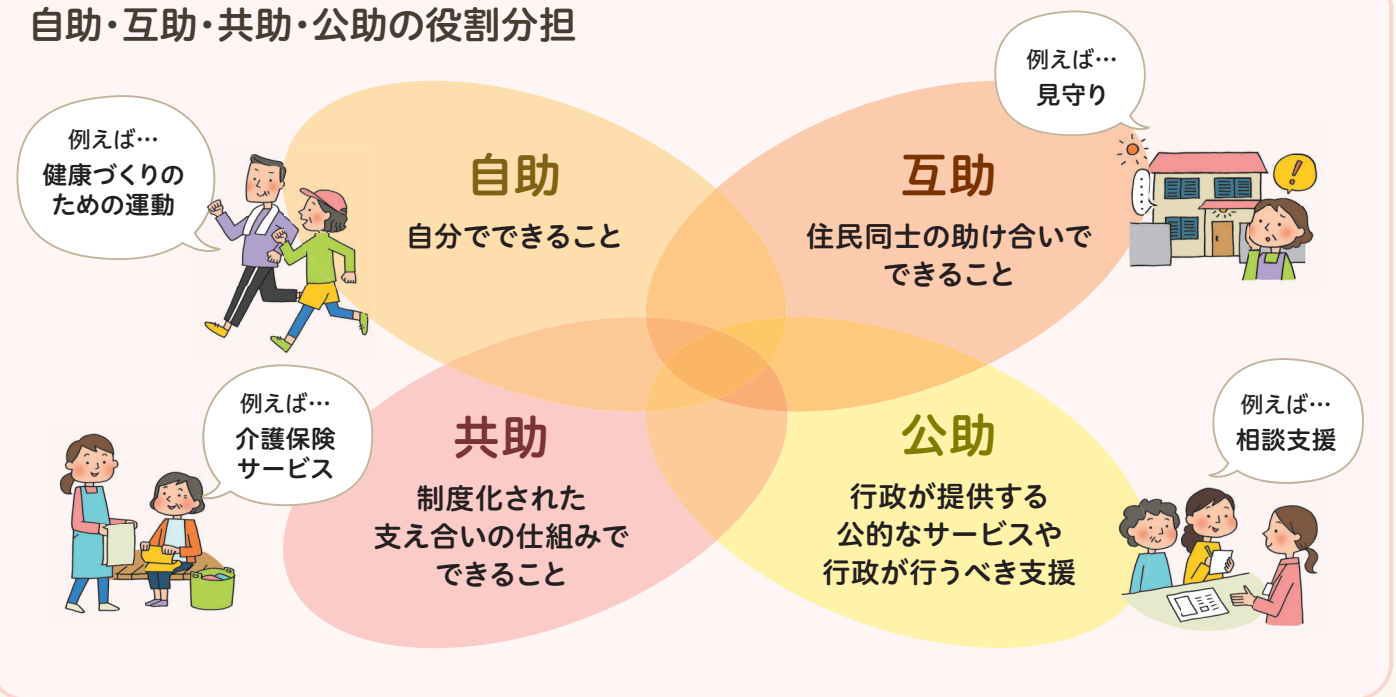 自助・互助・共助・公助の役割分担
例えば…
健康づくりの
ための運動
自助
自分でできること
互助
住民同士の助け合いで
できること
例えば…
見守り
例えば…
介護保険
サービス
共助
制度化された
支え合いの仕組みで
できること
公助
行政が提供する
公的なサービスや
行政が行うべき支援
例えば…
相談支援